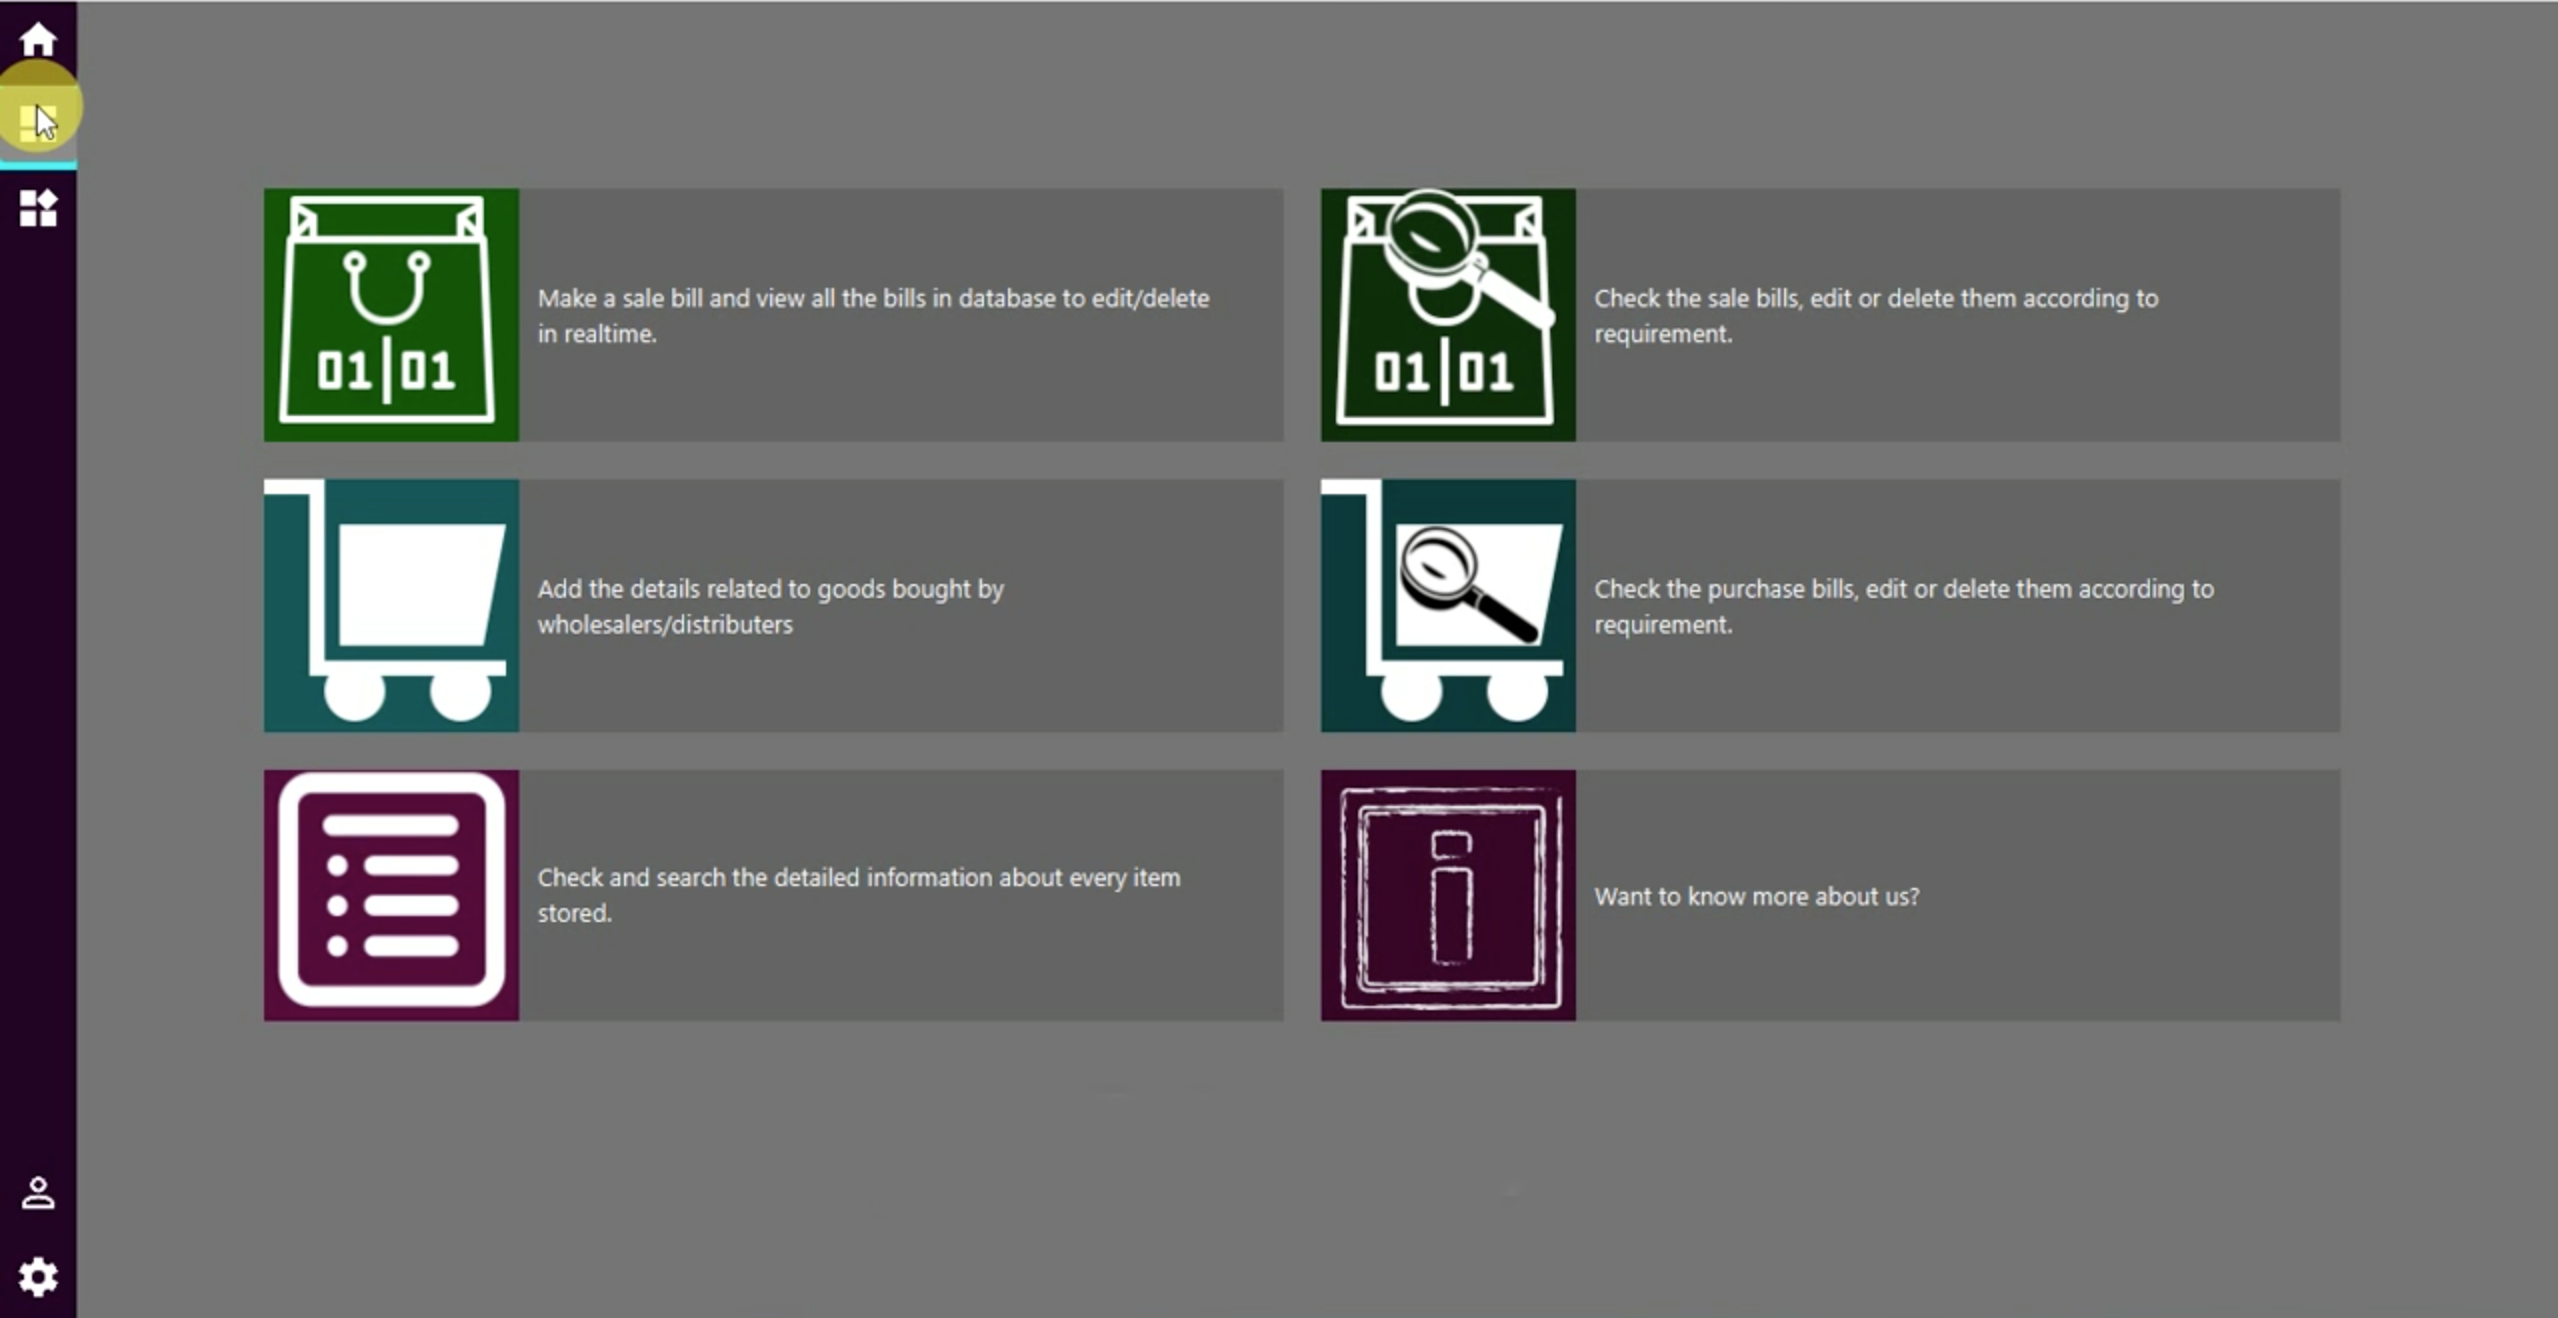 01|01
Make a sale bill and view all the bills in database to edit/delete
in realtime.
01|01
Check the sale bills, edit or delete them according to
requirement.
Add the details related to goods bought by
wholesalers/distributers
Check the purchase bills, edit or delete them according to
requirement.
Check and search the detailed information about every item
stored.
i
Want to know more about us?